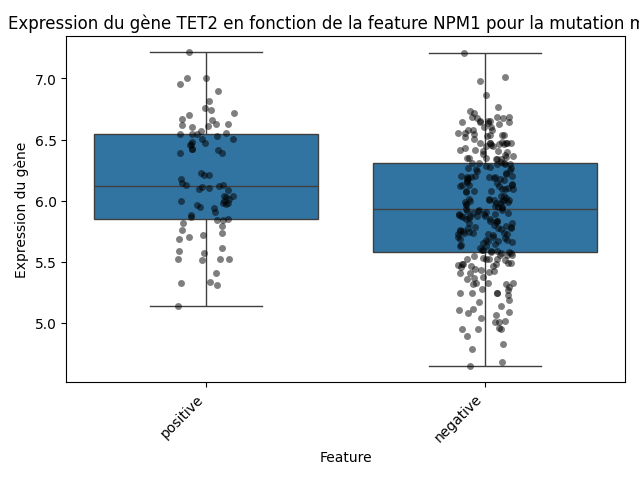 Expression du gène TET2 en fonction de la feature NPM1 pour la mutation m
7.0
6.5
6.0
5.5
5.0
Expression du gène
positive
negative
Feature